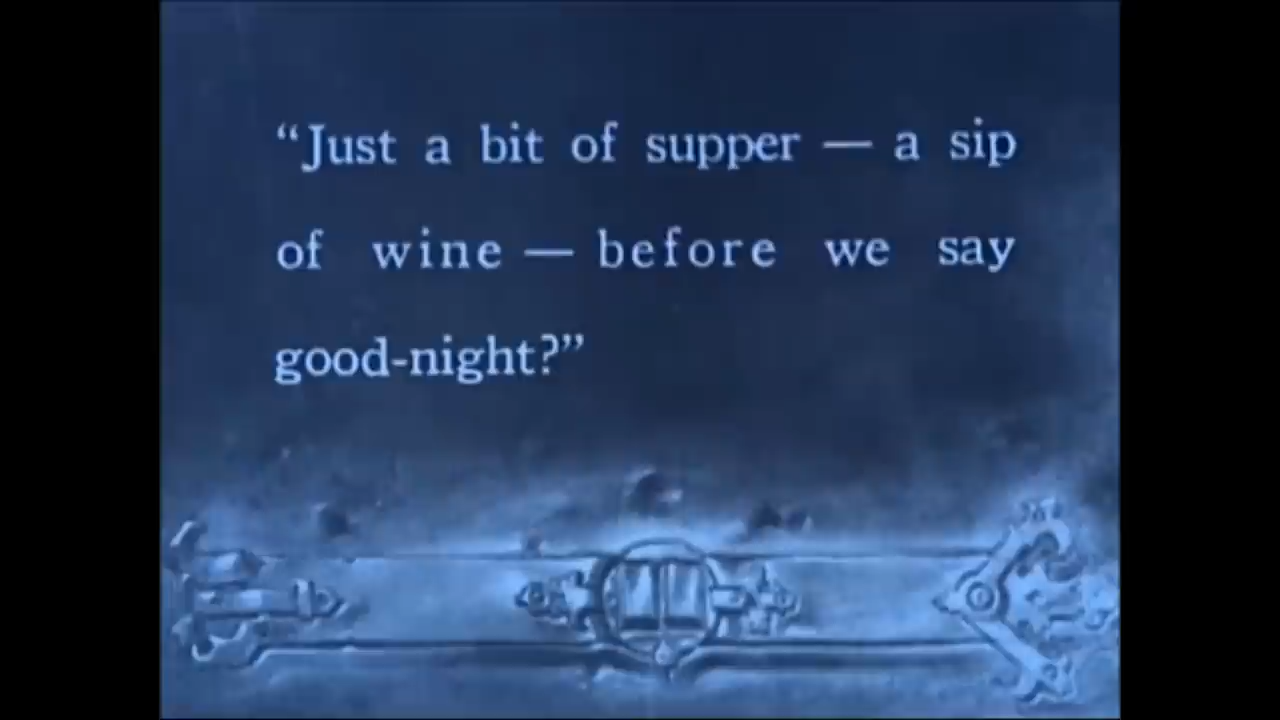 “Just a bit of supper — a sip
of wine — before we say
good-night?”